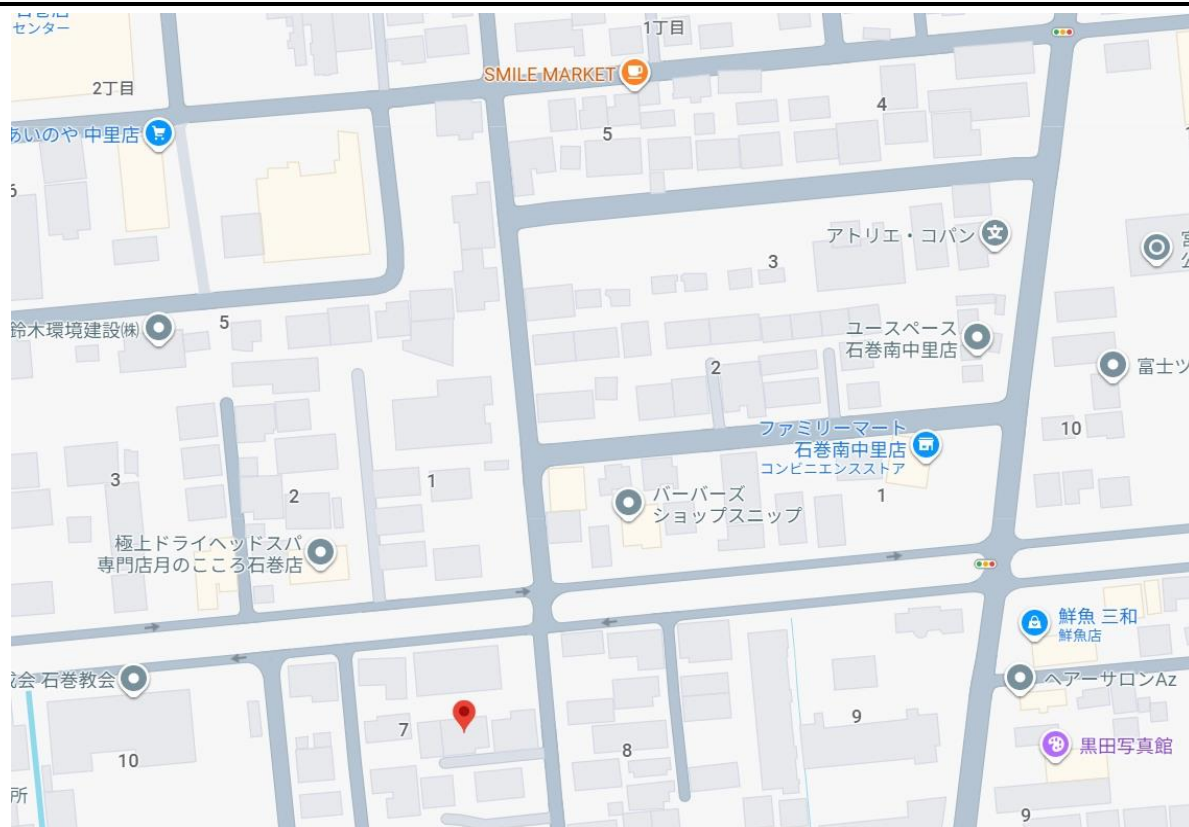 センター
1丁目
SMILE MARKET
2丁目
4
あいのや 中里店
5
6
アトリエ・コパン
3
鈴木環境建設㈱
5
ユースペース
石巻南中里店
2
富士ツ
ファミリーマート
石巻南中里店
コンビニエンスストア
10
3
2
1
バーバーズ
ショップスニップ
1
極上ドライヘッドスパ
専門店月のこころ石巻店
鮮魚 三和
鮮魚店
会 石巻教会
ヘアーサロンAz
7
9
8
黒田写真館
10
所
9